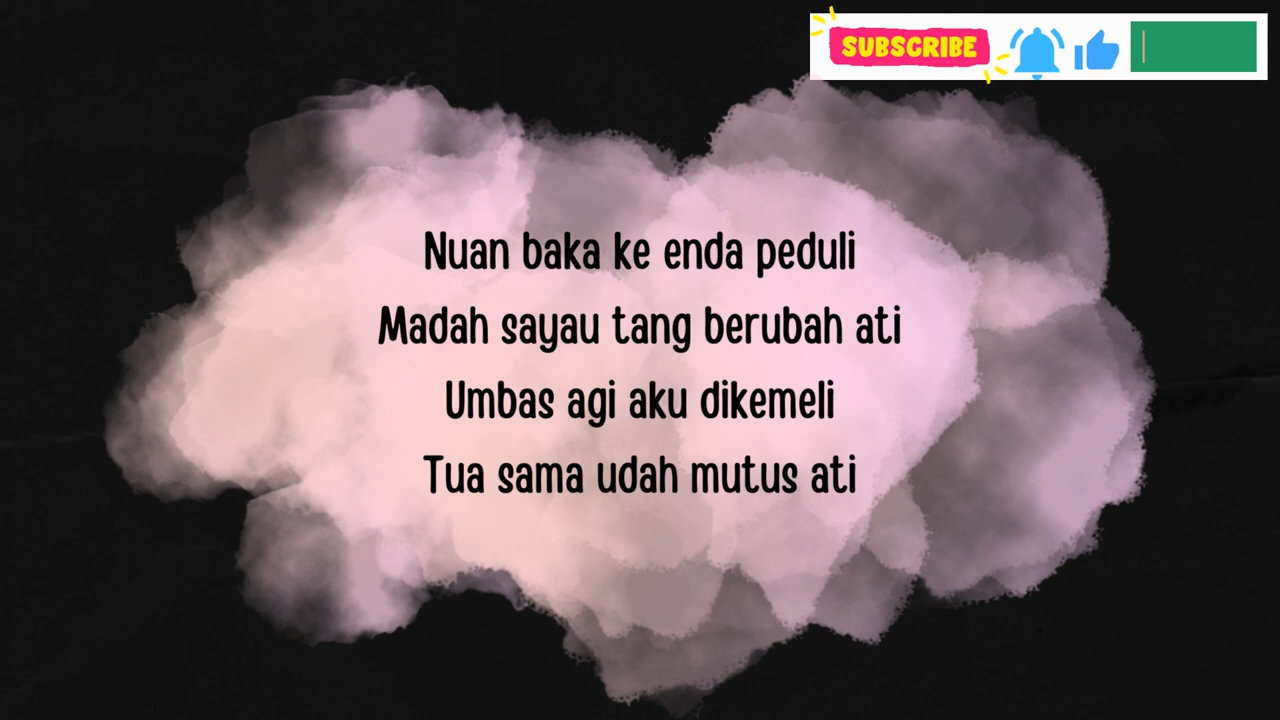 SUBSCRIBE
Nuan baka ke enda peduli
Madah sayau tang berubah ati
Umbas agi aku dikemeli
Tua sama udah mutus ati